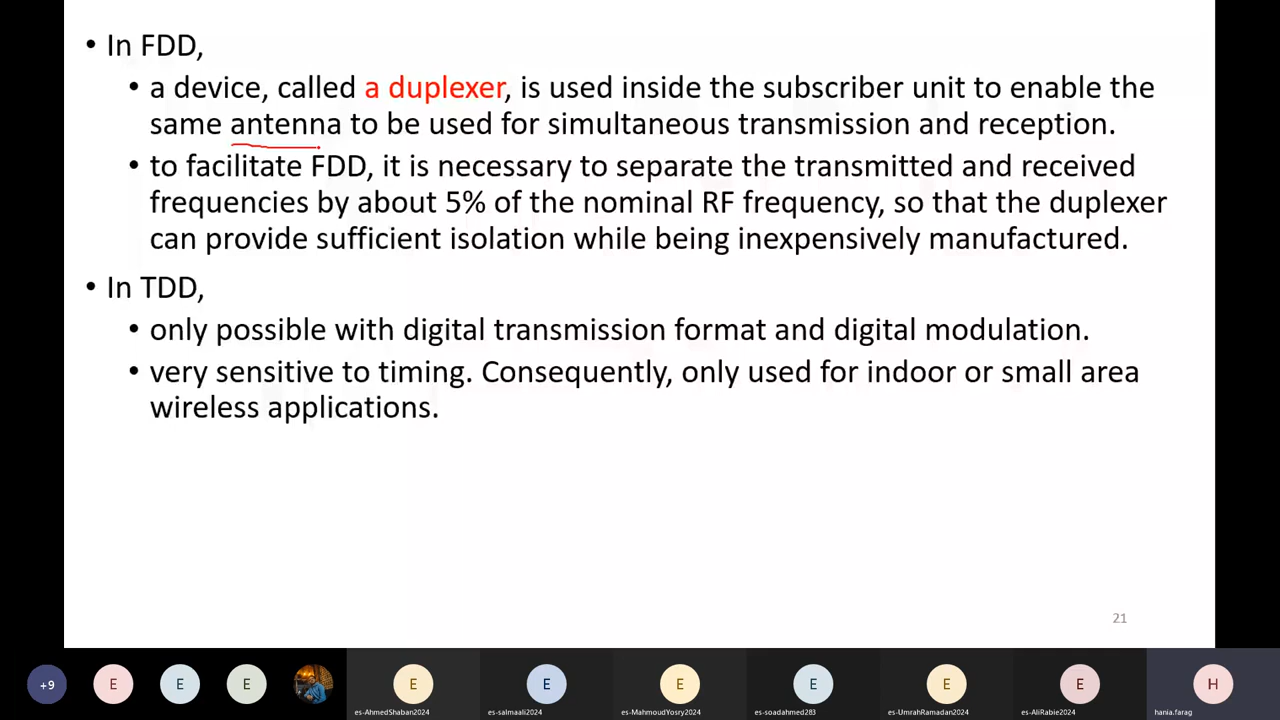 • In FDD,
• a device, called a duplexer, is used inside the subscriber unit to enable the
same antenna to be used for simultaneous transmission and reception.
• to facilitate FDD, it is necessary to separate the transmitted and received
frequencies by about 5% of the nominal RF frequency, so that the duplexer
can provide sufficient isolation while being inexpensively manufactured.
• In TDD,
• only possible with digital transmission format and digital modulation.
• very sensitive to timing. Consequently, only used for indoor or small area
wireless applications.
21
+9 E E E E E E E E E H
es-AhmedShaban2024 es-salmaali2024 es-MahmoudYosry2024 es-soadahmed283 es-UmrahRamadan2024 es-AliRabie2024 hania.farag